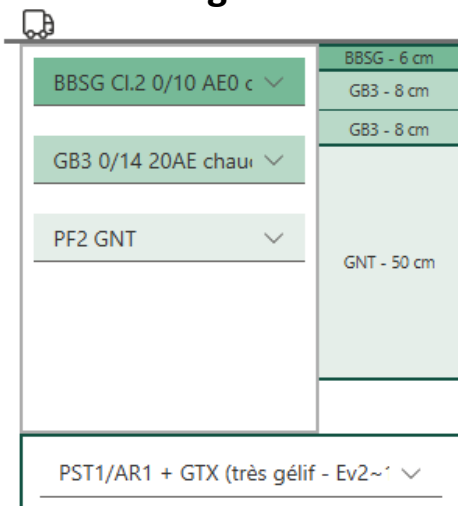 BBSG Cl.2 0/10 AE0 c
GB3 0/14 20AE chau
PF2 GNT
BBSG - 6 cm
GB3 - 8 cm
GB3 - 8 cm
GNT - 50 cm
PST1/AR1 + GTX (très gélif - Ev2~